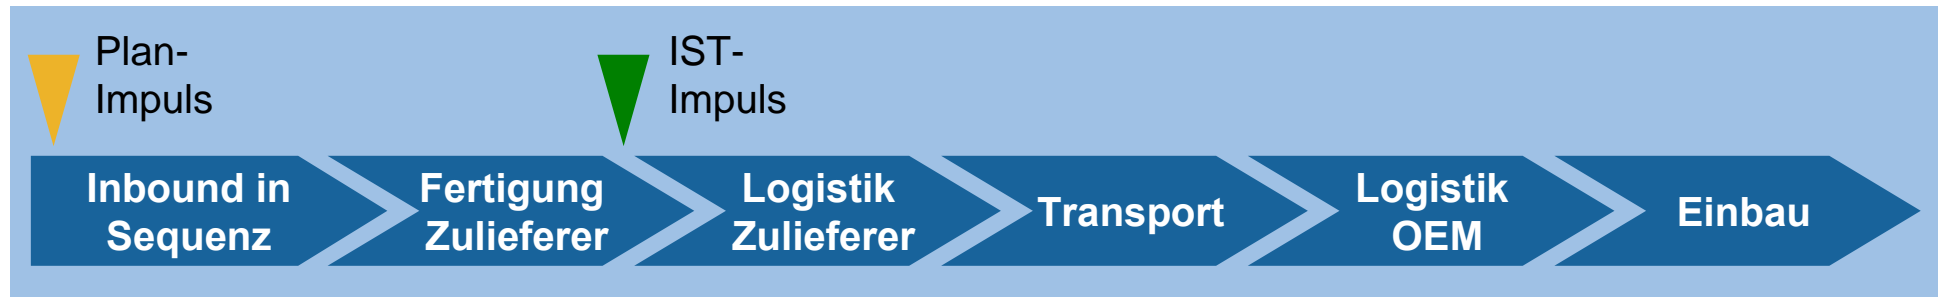 Plan-
Impuls
IST-
Impuls
Inbound in
Sequenz
Fertigung
Zulieferer
Logistik
Zulieferer
Transport
Logistik
OEM
Einbau